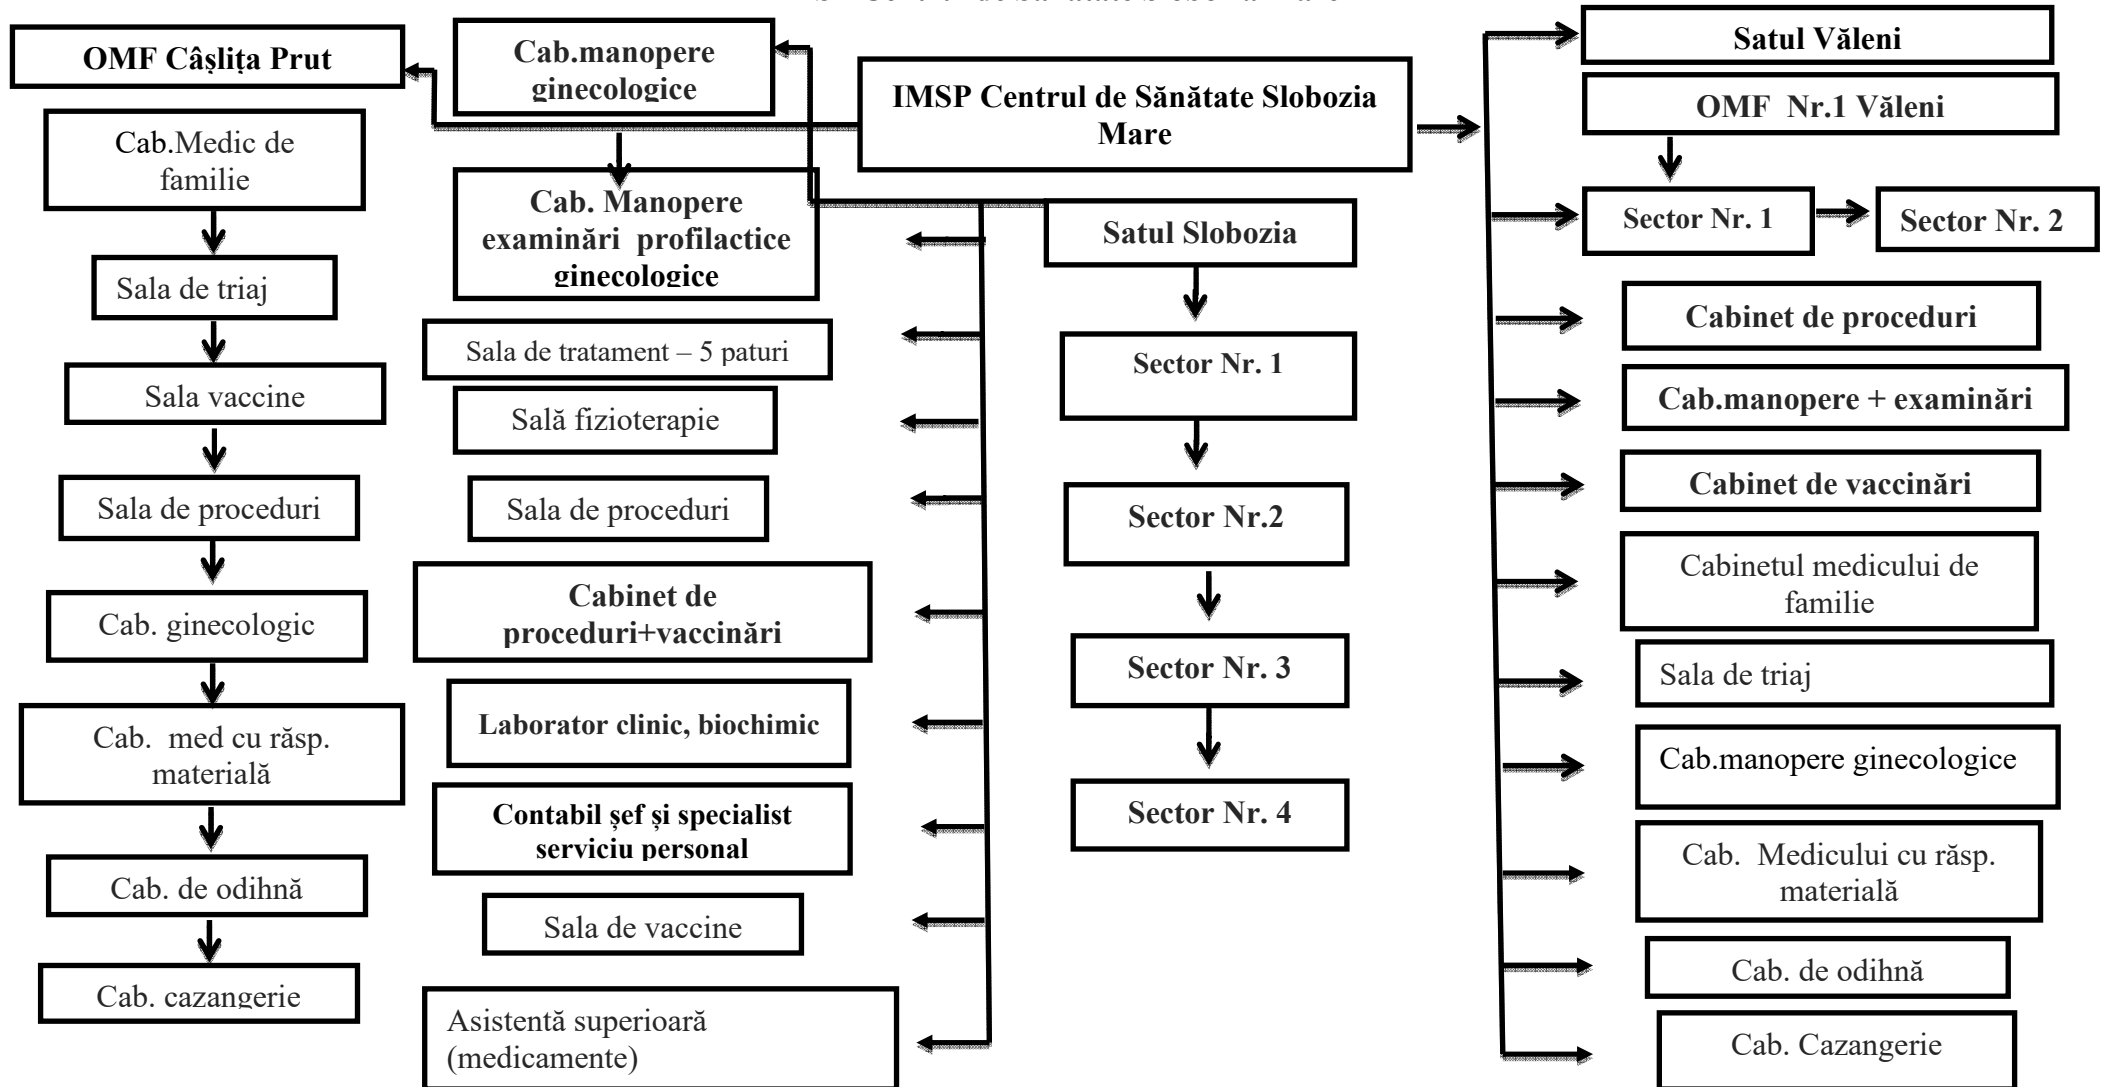 OMF Câșlița Prut
Cab.Medic de
familie
Sala de triaj
Sala vaccine
Sala de proceduri
Cab. ginecologic
Cab. med cu răsp.
materială
Cab. de odihnă
Cab. cazangerie
Cab.manopere
ginecologice
Cab. Manopere
examinări profilactice
ginecologice
Sala de tratament – 5 paturi
Sală fizioterapie
Sala de proceduri
Cabinet de
proceduri+vaccinări
Laborator clinic, biochimic
Contabil șef și specialist
serviciu personal
Sala de vaccine
Asistentă superioară
(medicamente)
IMSP Centrul de Sănătate Slobozia
Mare
Satul Slobozia
Sector Nr. 1
Sector Nr.2
Sector Nr. 3
Sector Nr. 4
Satul Văleni
OMF Nr.1 Văleni
Sector Nr. 1
Sector Nr. 2
Cabinet de proceduri
Cab.manopere + examinări
Cabinet de vaccinări
Cabinetul medicului de
familie
Sala de triaj
Cab.manopere ginecologice
Cab. Medicului cu răsp.
materială
Cab. de odihnă
Cab. Cazangerie